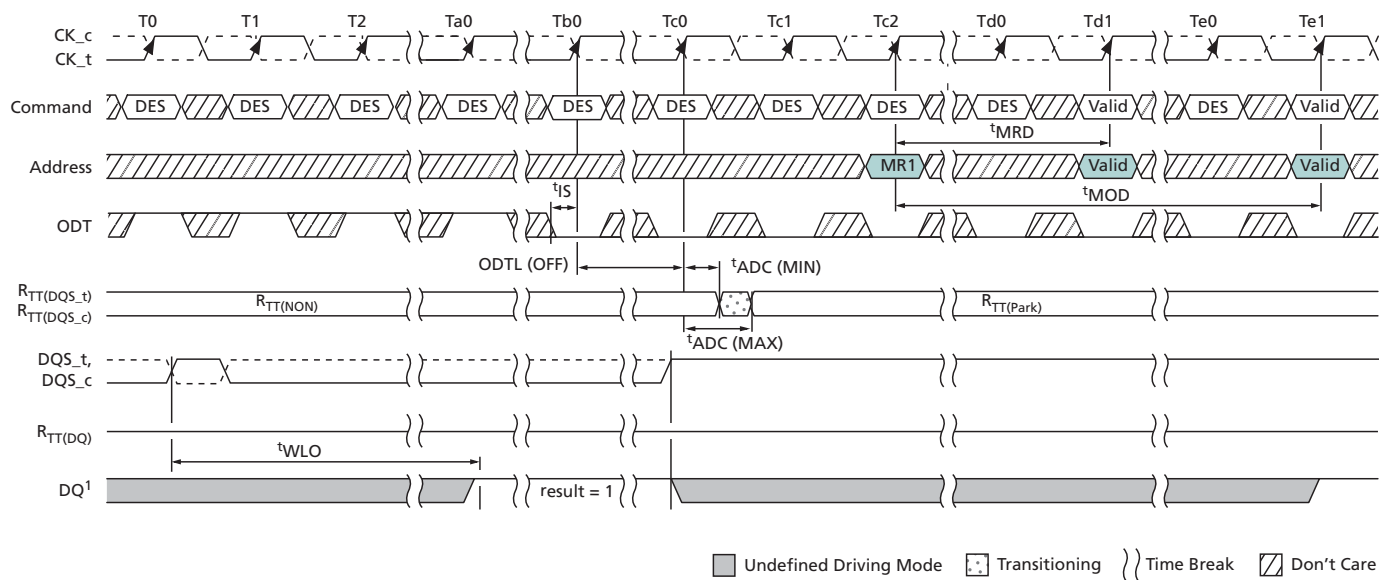 T0 T1 T2 Ta0 Tb0 Tc0 Tc1 Tc2 Td0 Td1 Te0 Te1
CK_c
CK_t
Command DES DES DES DES DES DES DES DES DES Valid DES Valid
tMRD
Address MR1 Valid Valid
tIS
tMOD
ODT
ODTL (OFF) tADC (MIN)
RTT(DQS_t)
RTT(NON) RTT(Park)
RTT(DQS_c)
tADC (MAX)
DQS_t,
DQS_c
RTT(DQ)
tWLO
DQ1 result = 1
Undefined Driving Mode Transitioning Time Break Don't Care